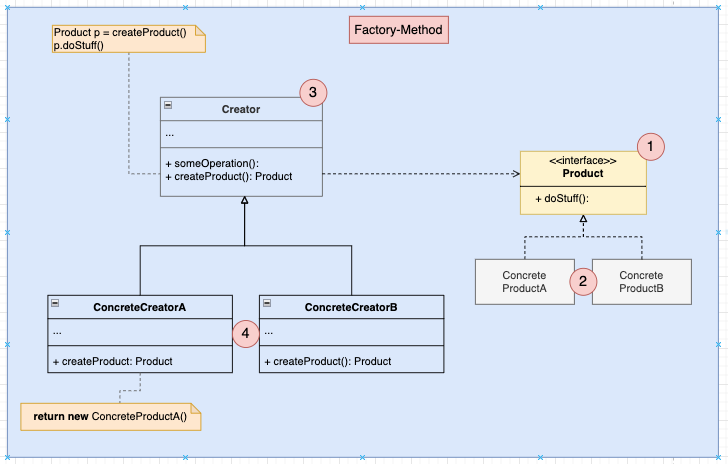 Factory-Method
Product p = createProduct()
p.doStuff()
3
Creator
...
+ someOperation():
+ createProduct(): Product
1
<<interface>>
Product
+ doStuff():
Concrete
ProductA
2
Concrete
ProductB
ConcreteCreatorA
...
+ createProduct: Product
4
ConcreteCreatorB
...
+ createProduct(): Product
return new ConcreteProductA()